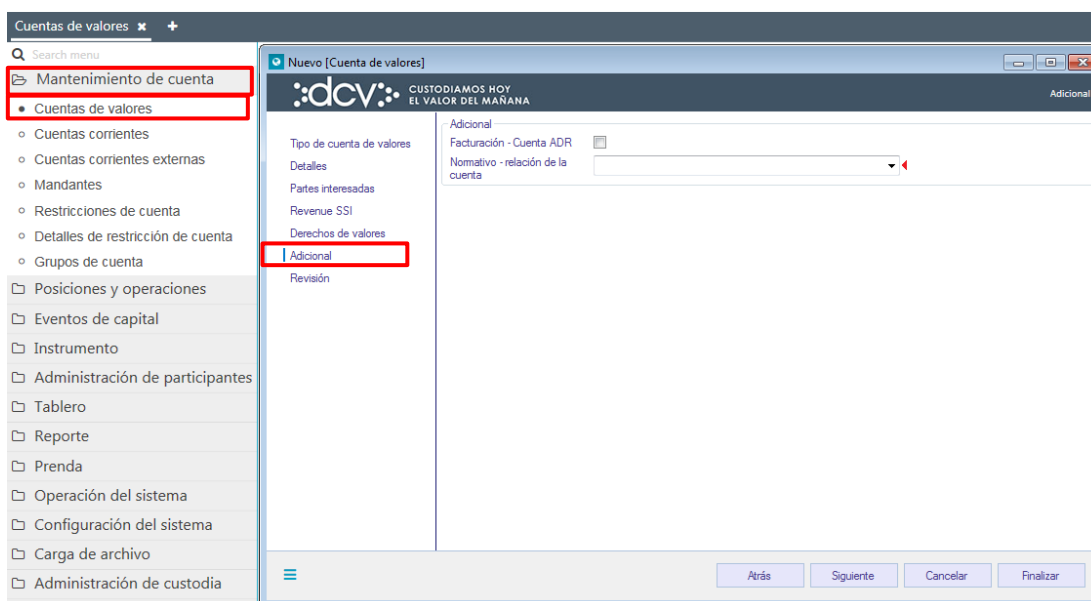 Cuentas de valores ✖ +
Search menu
Mantenimiento de cuenta
Cuentas de valores
Cuentas corrientes
Cuentas corrientes externas
Mandantes
Restricciones de cuenta
Detalles de restricción de cuenta
Grupos de cuenta
Posiciones y operaciones
Eventos de capital
Instrumento
Administración de participantes
Tablero
Reporte
Prenda
Operación del sistema
Configuración del sistema
Carga de archivo
Administración de custodia
Nuevo [Cuenta de valores]
dcv
CUSTODIAMOS HOY
EL VALOR DEL MAÑANA
Adicional
Tipo de cuenta de valores
Detalles
Partes interesadas
Revenue SSI
Derechos de valores
Adicional
Revisión
Adicional
Facturación - Cuenta ADR
Normativo - relación de la
cuenta
Atrás
Siguiente
Cancelar
Finalizar